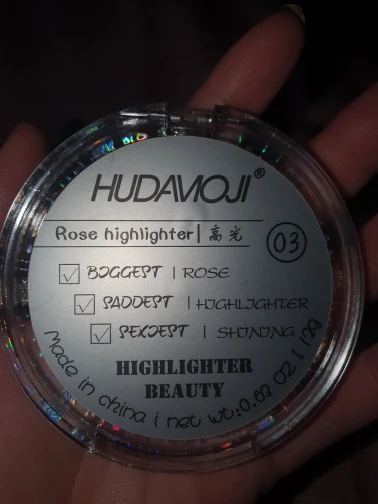 HUDAMOJI®
Rose highlighter | 高光
03
BIGGEST | ROSE
SADDEST | HIGHLIGHTER
SEXIEST | SHINING
HIGHLIGHTER
BEAUTY
Made in china i net wt:0.63 OZ | 12g